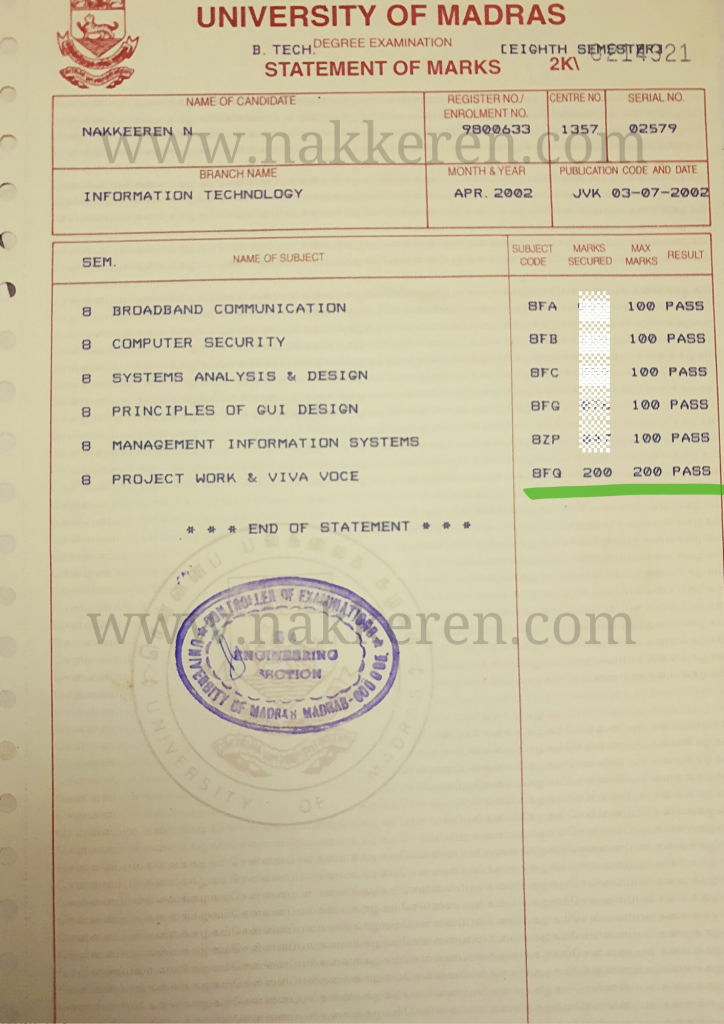 UNIVERSITY OF MADRAS
B. TECH. DEGREE EXAMINATION [EIGHTH SEMESTER]
STATEMENT OF MARKS 2K\
NAME OF CANDIDATE REGISTER NO./ ENROLMENT NO. CENTRE NO. SERIAL NO.
NAKKEEREN N 9800633 1357 02579
www.nakkeren.com
BRANCH NAME MONTH & YEAR PUBLICATION CODE AND DATE
INFORMATION TECHNOLOGY APR. 2002 JVK 03-07-2002
SEM. NAME OF SUBJECT SUBJECT CODE MARKS SECURED MAX MARKS RESULT
8 BROADBAND COMMUNICATION 8FA 100 PASS
8 COMPUTER SECURITY 8FB 100 PASS
8 SYSTEMS ANALYSIS & DESIGN 8FC 100 PASS
8 PRINCIPLES OF GUI DESIGN 8FG 100 PASS
8 MANAGEMENT INFORMATION SYSTEMS 8ZP 100 PASS
8 PROJECT WORK & VIVA VOCE 8FQ 200 200 PASS
* * * END OF STATEMENT * * *
CONTROLLER OF EXAMINATIONS
www.nakkeren.com
ENGINEERING
SECTION
UNIVERSITY OF MADRAS MADRAS-600 005
UNIVERSITY OF MADRAS